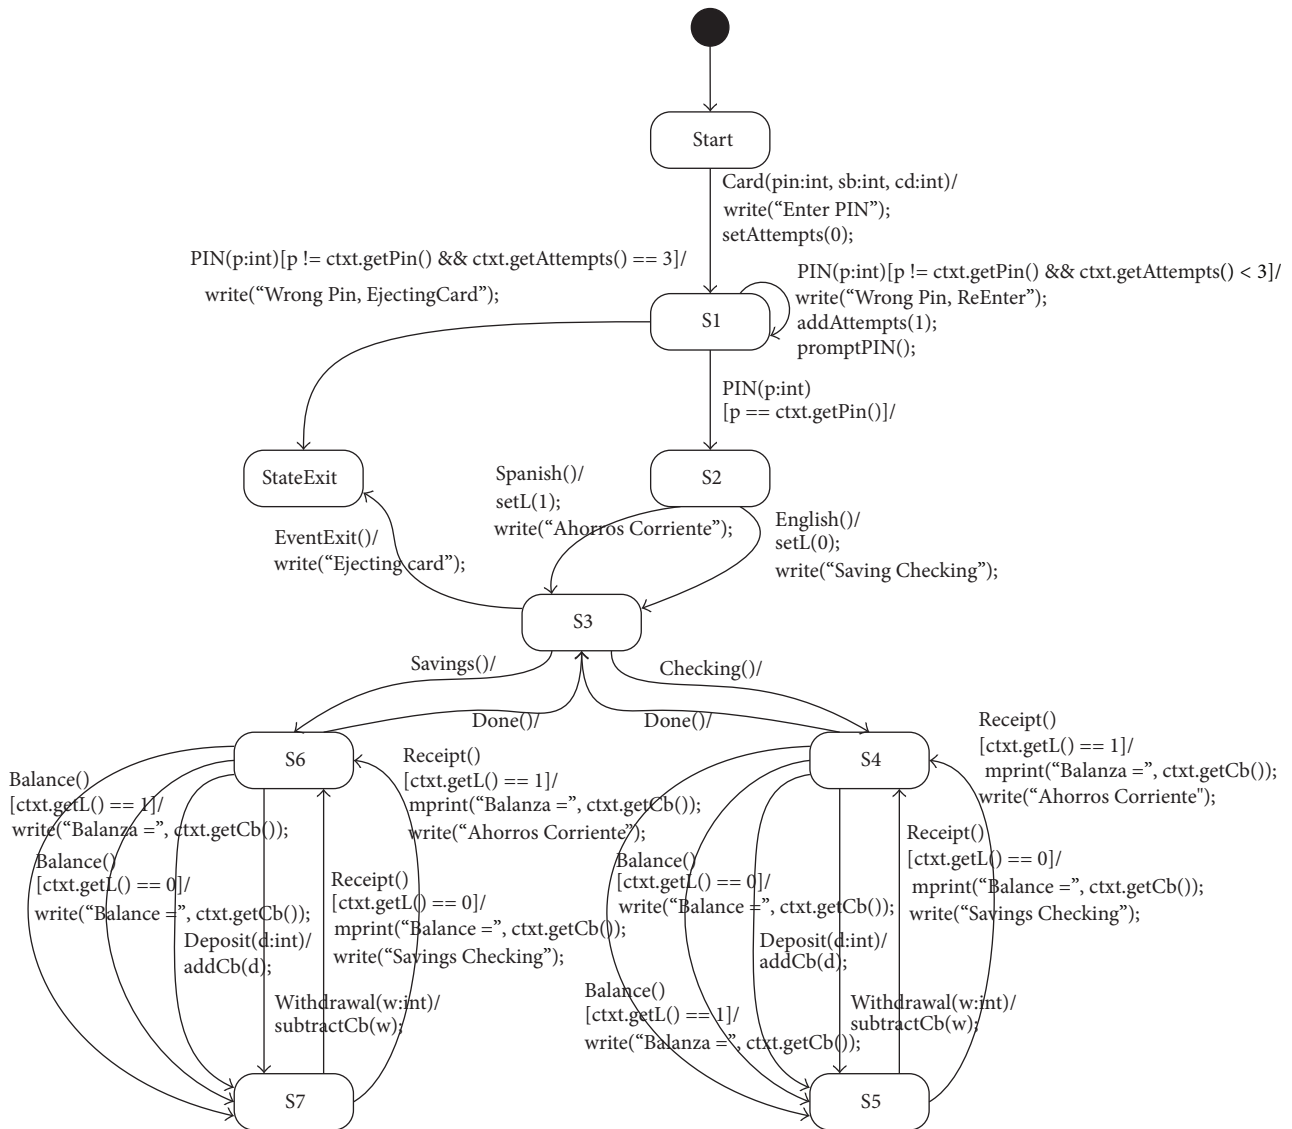 Start
Card(pin:int, sb:int, cd:int)/
write(“Enter PIN”);
setAttempts(0);
PIN(p:int)[p != ctxt.getPin() && ctxt.getAttempts() == 3]/
write(“Wrong Pin, EjectingCard”);
PIN(p:int)[p != ctxt.getPin() && ctxt.getAttempts() < 3]/
write(“Wrong Pin, ReEnter”);
addAttempts(1);
promptPIN();
S1
PIN(p:int)
[p == ctxt.getPin()]/
StateExit
S2
Spanish()/
setL(1);
write(“Ahorros Corriente”);
English()/
setL(0);
write(“Saving Checking”);
EventExit()/
write(“Ejecting card”);
S3
Savings()/
Checking()/
Done()/
Done()/
S6
S4
Balance()
[ctxt.getL() == 1]/
write(“Balanza =”, ctxt.getCb());
Balance()
[ctxt.getL() == 0]/
write(“Balance =”, ctxt.getCb());
Deposit(d:int)/
addCb(d);
Withdrawal(w:int)/
subtractCb(w);
Receipt()
[ctxt.getL() == 1]/
mprint(“Balanza =”, ctxt.getCb());
write(“Ahorros Corriente”);
Receipt()
[ctxt.getL() == 0]/
mprint(“Balance =”, ctxt.getCb());
write(“Savings Checking”);
Balance()
[ctxt.getL() == 0]/
write(“Balance =”, ctxt.getCb());
Deposit(d:int)/
addCb(d);
Balance()
[ctxt.getL() == 1]/
write(“Balanza =”, ctxt.getCb());
Withdrawal(w:int)/
subtractCb(w);
Receipt()
[ctxt.getL() == 1]/
mprint(“Balanza =”, ctxt.getCb());
write(“Ahorros Corriente");
Receipt()
[ctxt.getL() == 0]/
mprint(“Balance =”, ctxt.getCb());
write(“Savings Checking”);
S7
S5